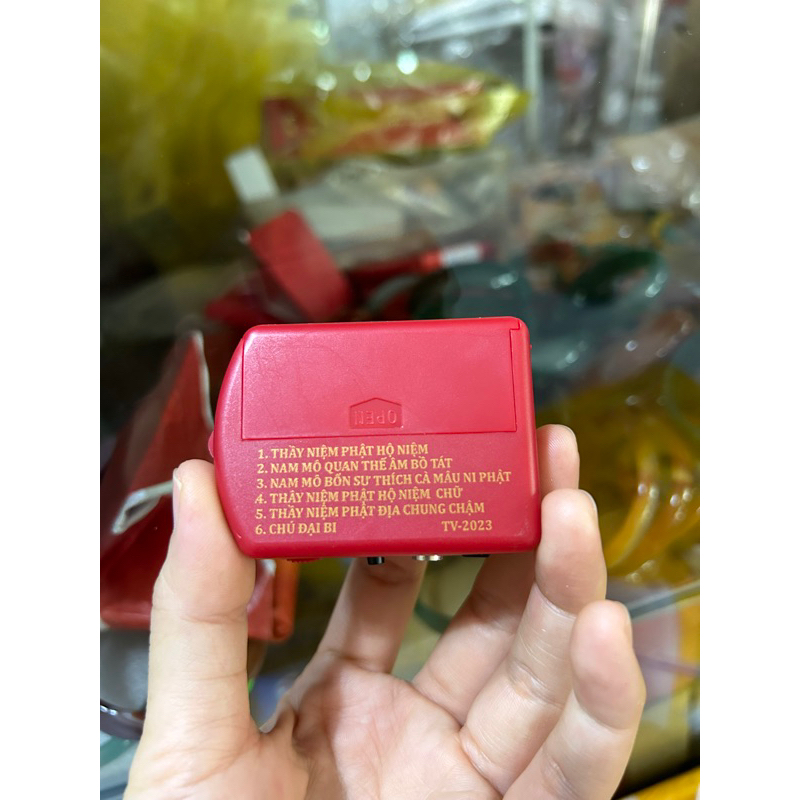 OPEN
1. THẦY NIỆM PHẬT HỘ NIỆM
2. NAM MÔ QUAN THẾ ÂM BỒ TÁT
3. NAM MÔ BỔN SƯ THÍCH CA MÂU NI PHẬT
4. THẦY NIỆM PHẬT HỘ NIỆM CHỮ
5. THẦY NIỆM PHẬT ĐỊA CHUNG CHẬM
6. CHÚ ĐẠI BI TV-2023